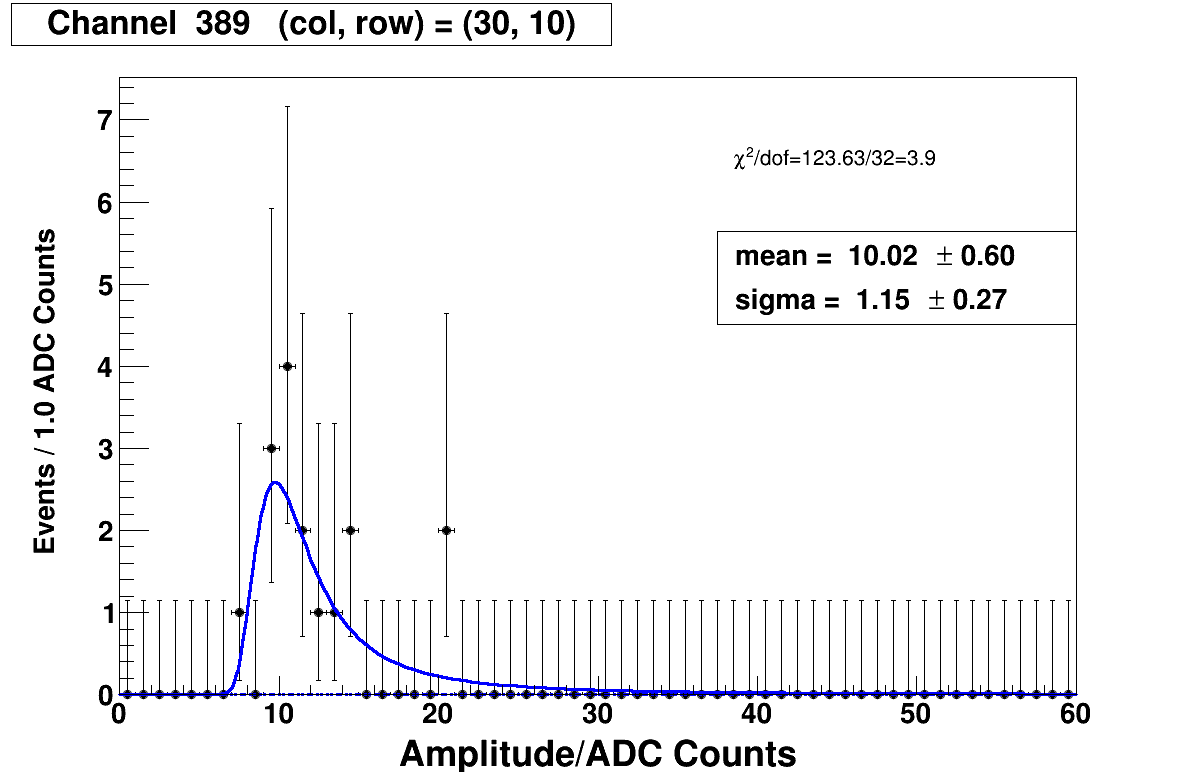 Channel 389 (col, row) = (30, 10)
χ²/dof=123.63/32=3.9
mean = 10.02 ± 0.60
sigma = 1.15 ± 0.27
Events / 1.0 ADC Counts
7
6
5
4
3
2
1
0
0 10 20 30 40 50 60
Amplitude/ADC Counts